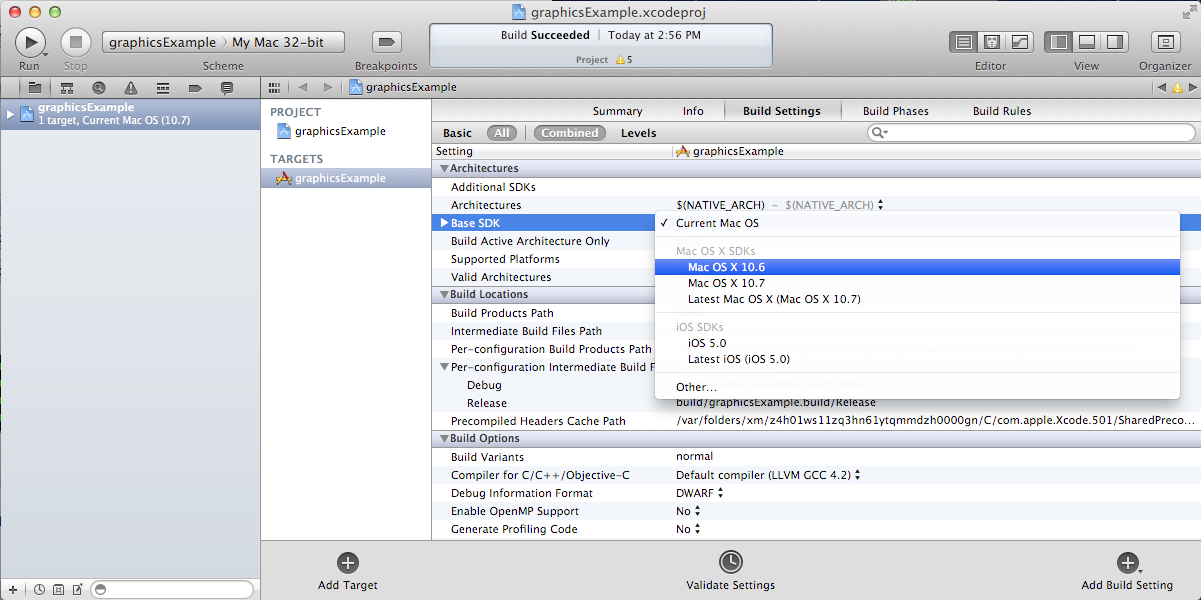 graphicsExample.xcodeproj
Run
Stop
graphicsExample › My Mac 32-bit
Scheme
Breakpoints
Build Succeeded | Today at 2:56 PM
Project 5
Editor
View
Organizer
graphicsExample
1 target, Current Mac OS (10.7)
graphicsExample
PROJECT
graphicsExample
TARGETS
graphicsExample
Summary
Info
Build Settings
Build Phases
Build Rules
Basic
All
Combined
Levels
Setting
graphicsExample
Architectures
Additional SDKs
Architectures
$(NATIVE_ARCH) – $(NATIVE_ARCH)
Base SDK
Build Active Architecture Only
Supported Platforms
Valid Architectures
✓ Current Mac OS
Mac OS X SDKs
Mac OS X 10.6
Mac OS X 10.7
Latest Mac OS X (Mac OS X 10.7)
iOS SDKs
iOS 5.0
Latest iOS (iOS 5.0)
Other...
Build Locations
Build Products Path
Intermediate Build Files Path
Per-configuration Build Products Path
Per-configuration Intermediate Build F
Debug
Release
build/graphicsExample.build/Release
Precompiled Headers Cache Path
/var/folders/xm/z4h01ws11zq3hn61ytqmmdzh0000gn/C/com.apple.Xcode.501/SharedPreco...
Build Options
Build Variants
normal
Compiler for C/C++/Objective-C
Default compiler (LLVM GCC 4.2)
Debug Information Format
DWARF
Enable OpenMP Support
No
Generate Profiling Code
No
Add Target
Validate Settings
Add Build Setting